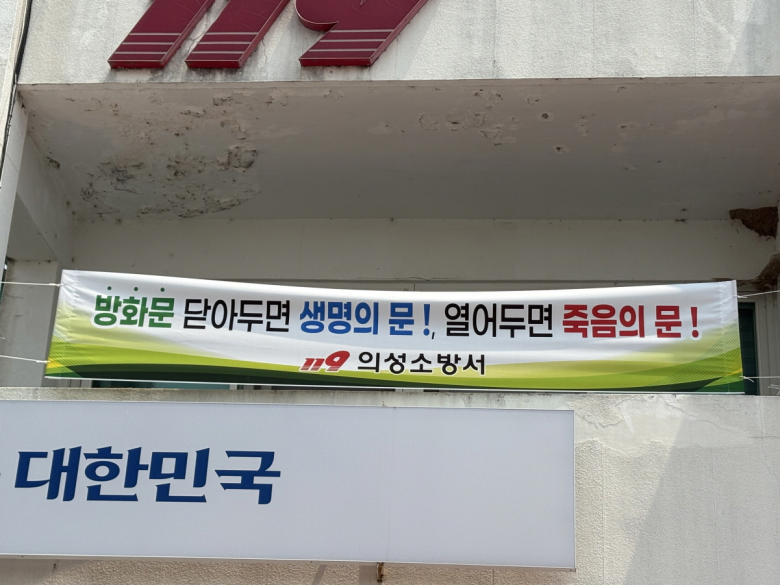 119
방화문 닫아두면 생명의 문!, 열어두면 죽음의 문!
119 의성소방서
대한민국